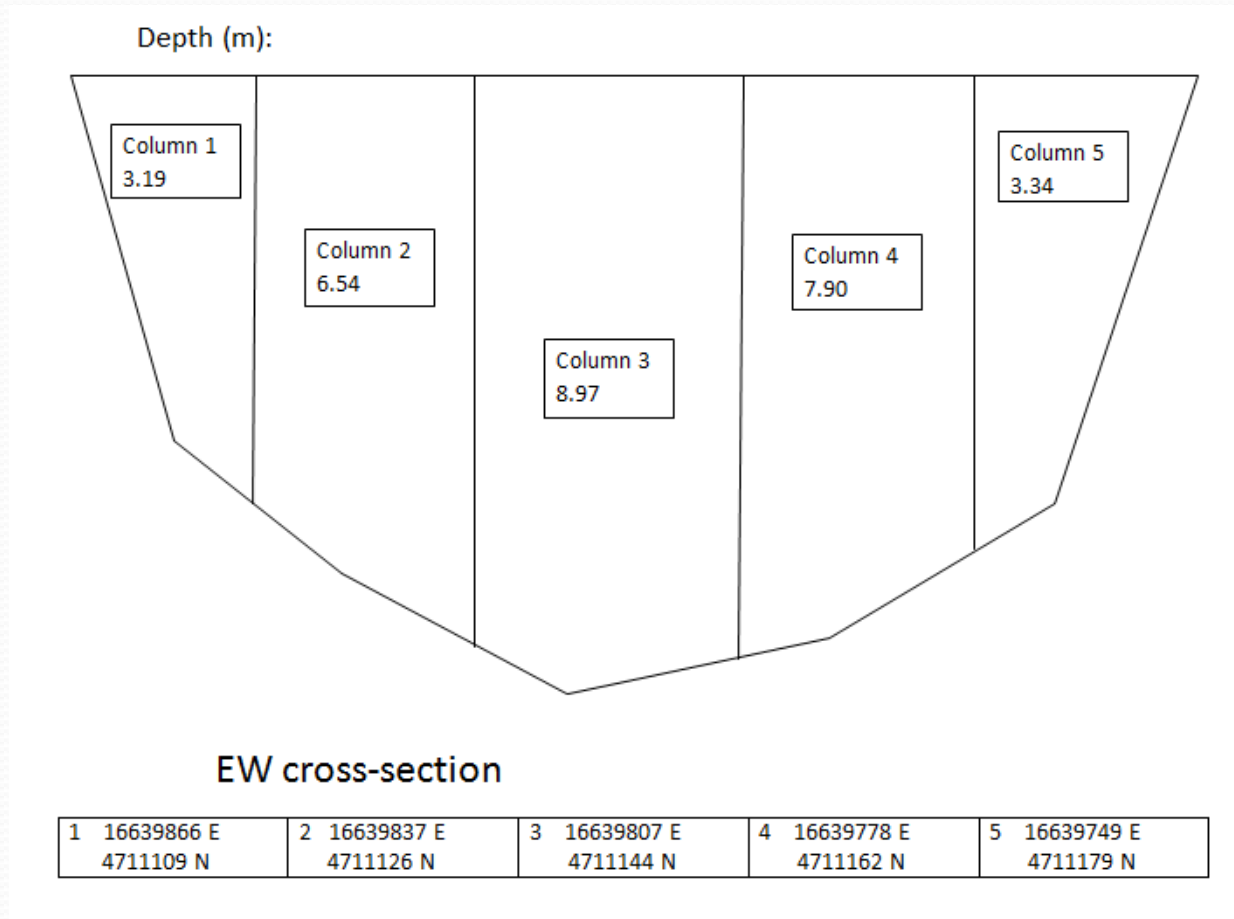 Depth (m):
Column 1
3.19
Column 5
3.34
Column 2
6.54
Column 4
7.90
Column 3
8.97
EW cross-section
1 16639866 E
4711109 N
2 16639837 E
4711126 N
3 16639807 E
4711144 N
4 16639778 E
4711162 N
5 16639749 E
4711179 N